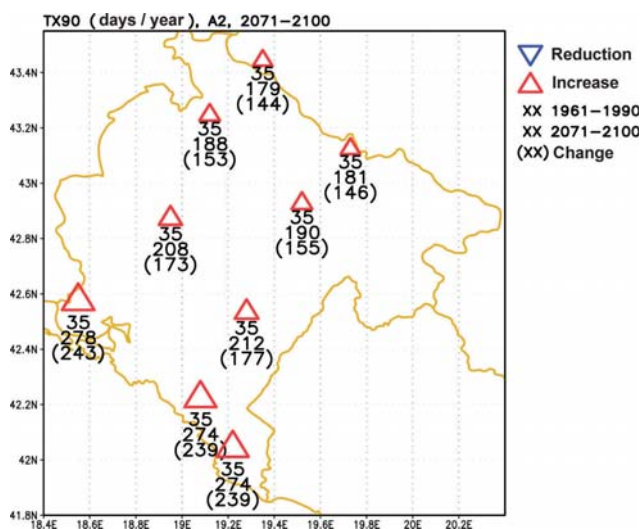 TX90 (days / year), A2, 2071-2100
43.4N
43.2N
43N
42.8N
42.6N
42.4N
42.2N
42N
41.8N
35
179
(144)
35
188
(153)
35
181
(146)
35
190
(155)
35
208
(173)
35
278
(243)
35
212
(177)
35
274
(239)
35
274
(239)
18.4E 18.6E 18.8E 19E 19.2E 19.4E 19.6E 19.8E 20E 20.2E
Reduction
Increase
XX 1961-1990
XX 2071-2100
(XX) Change